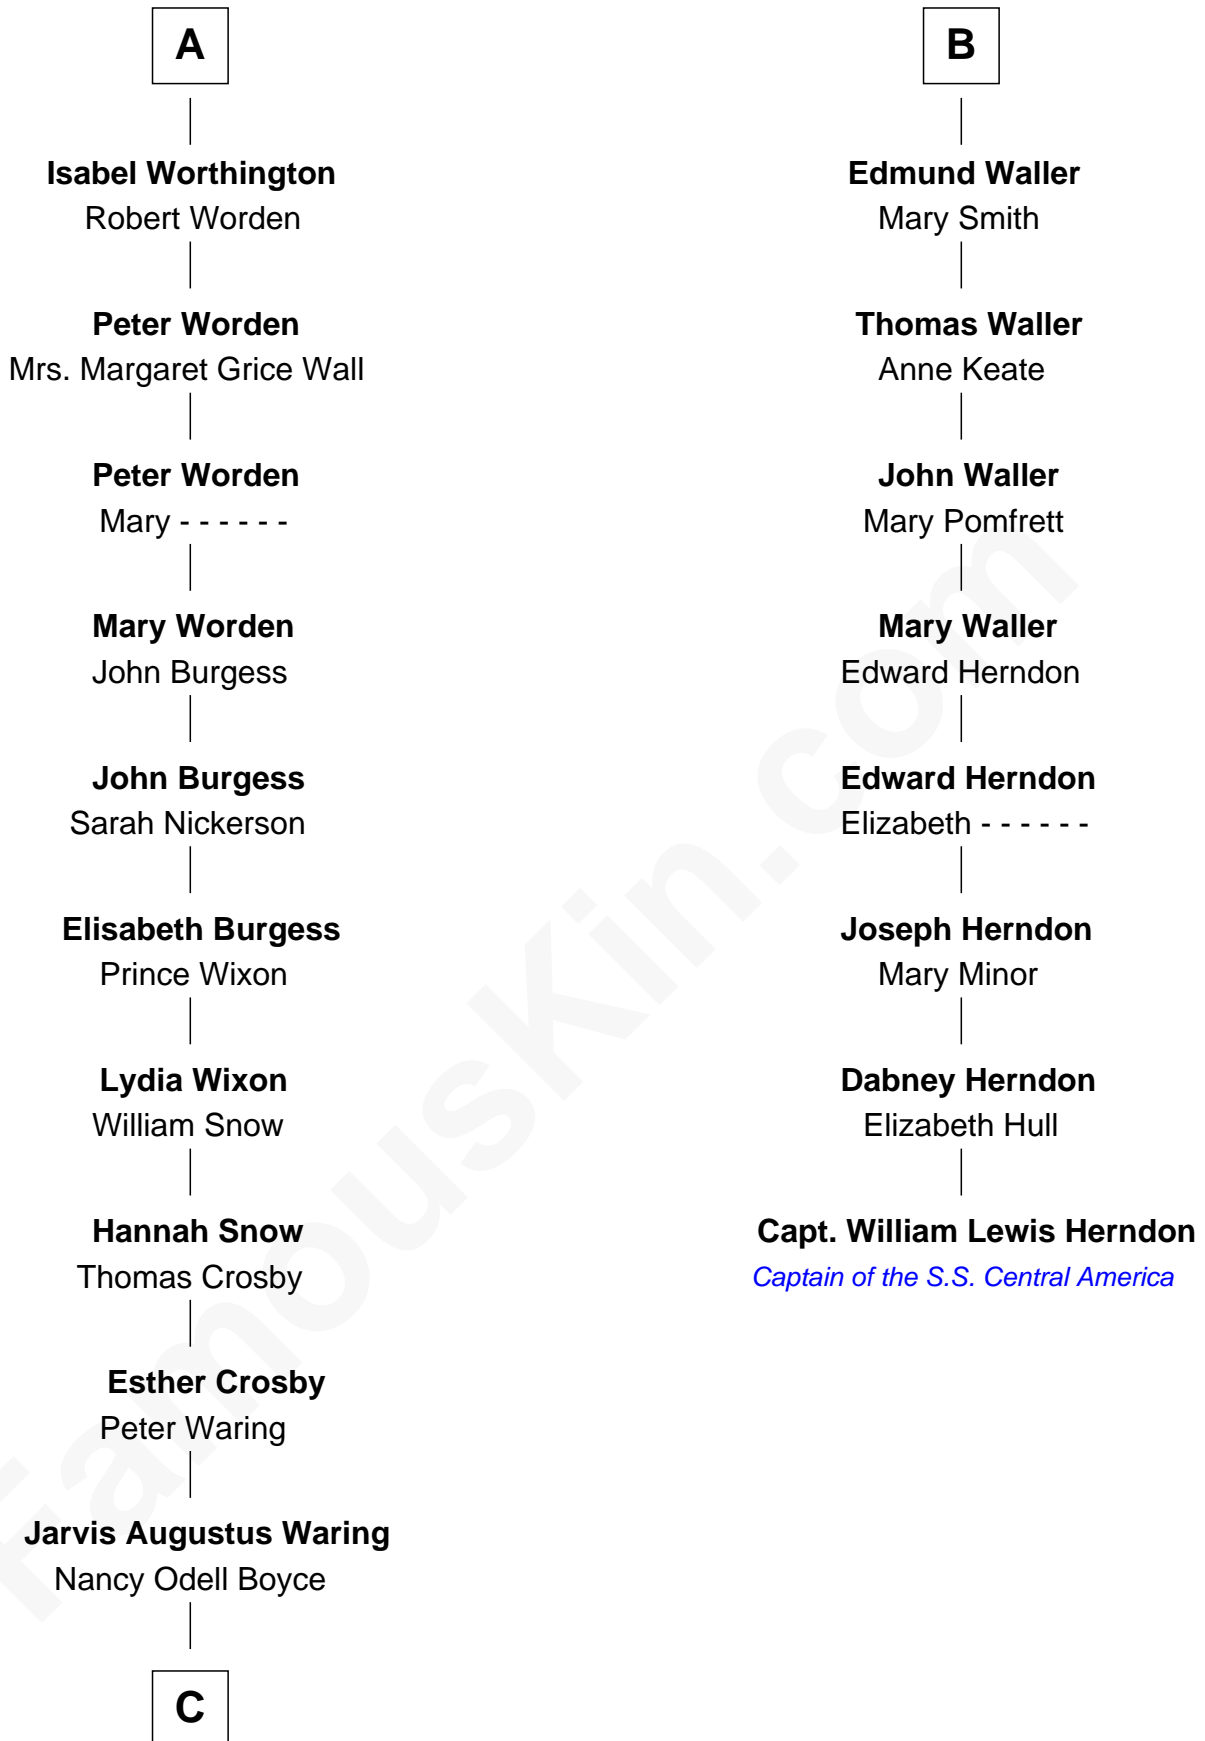 A
Isabel Worthington
Robert Worden
Peter Worden
Mrs. Margaret Grice Wall
Peter Worden
Mary - - - - - -
Mary Worden
John Burgess
John Burgess
Sarah Nickerson
Elisabeth Burgess
Prince Wixon
Lydia Wixon
William Snow
Hannah Snow
Thomas Crosby
Esther Crosby
Peter Waring
Jarvis Augustus Waring
Nancy Odell Boyce
C
B
Edmund Waller
Mary Smith
Thomas Waller
Anne Keate
John Waller
Mary Pomfrett
Mary Waller
Edward Herndon
Edward Herndon
Elizabeth - - - - - -
Joseph Herndon
Mary Minor
Dabney Herndon
Elizabeth Hull
Capt. William Lewis Herndon
Captain of the S.S. Central America
FamousKin.com